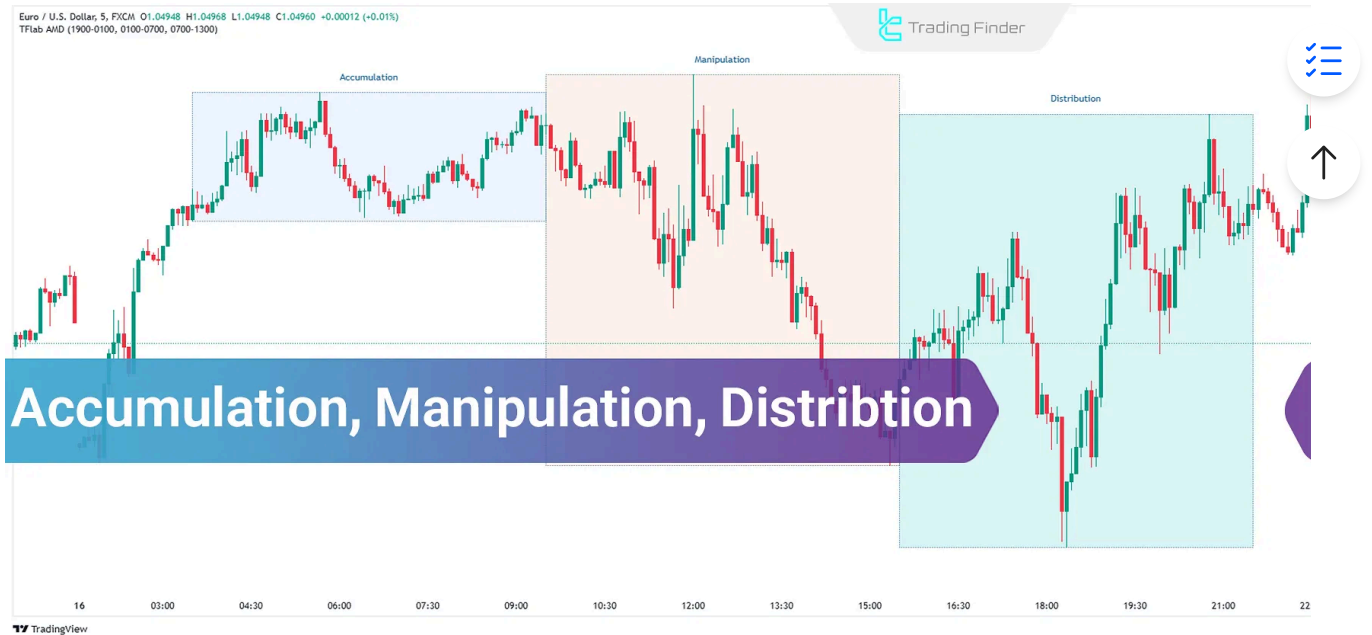 Euro / U.S. Dollar, 5, FXCM O1.04948 H1.04968 L1.04948 C1.04960 +0.00012 (+0.01%)
TFlab AMD (1900-0100, 0100-0700, 0700-1300)
Trading Finder
Manipulation
Accumulation
Distribution
Accumulation, Manipulation, Distribtion
16 03:00 04:30 06:00 07:30 09:00 10:30 12:00 13:30 15:00 16:30 18:00 19:30 21:00 22
TradingView